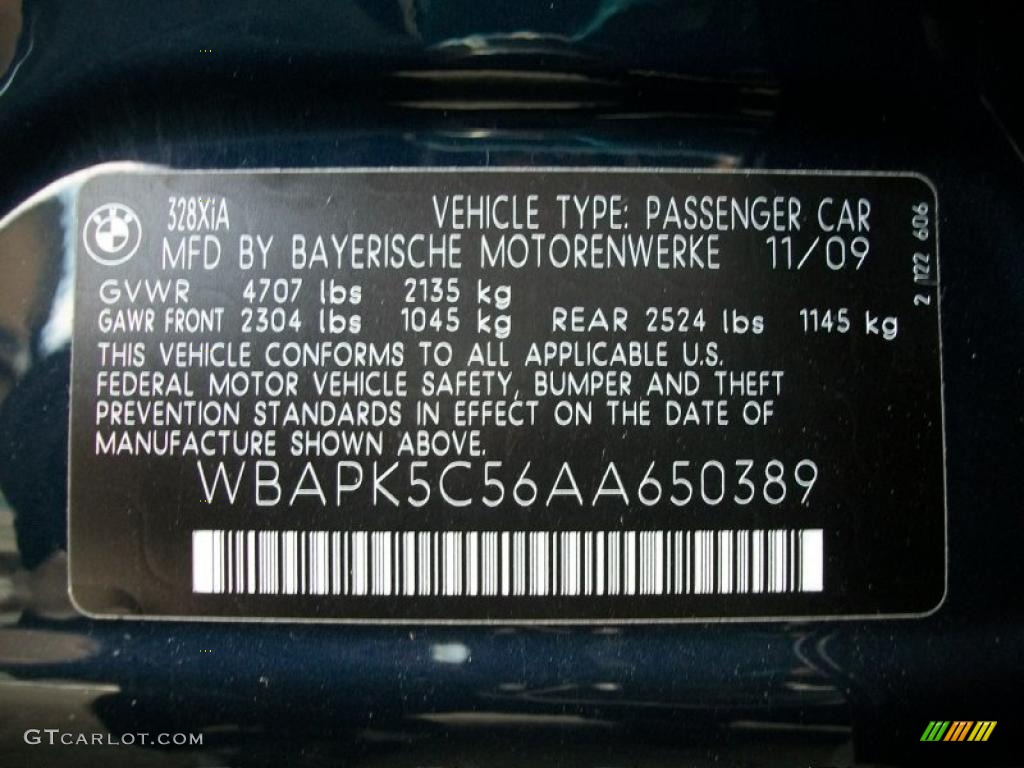 328XiA VEHICLE TYPE: PASSENGER CAR
MFD BY BAYERISCHE MOTORENWERKE 11/09
GVWR 4707 lbs 2135 kg
GAWR FRONT 2304 lbs 1045 kg REAR 2524 lbs 1145 kg
THIS VEHICLE CONFORMS TO ALL APPLICABLE U.S.
FEDERAL MOTOR VEHICLE SAFETY, BUMPER AND THEFT
PREVENTION STANDARDS IN EFFECT ON THE DATE OF
MANUFACTURE SHOWN ABOVE.
WBAPK5C56AA650389
2 1122 606
GTCARLOT.COM